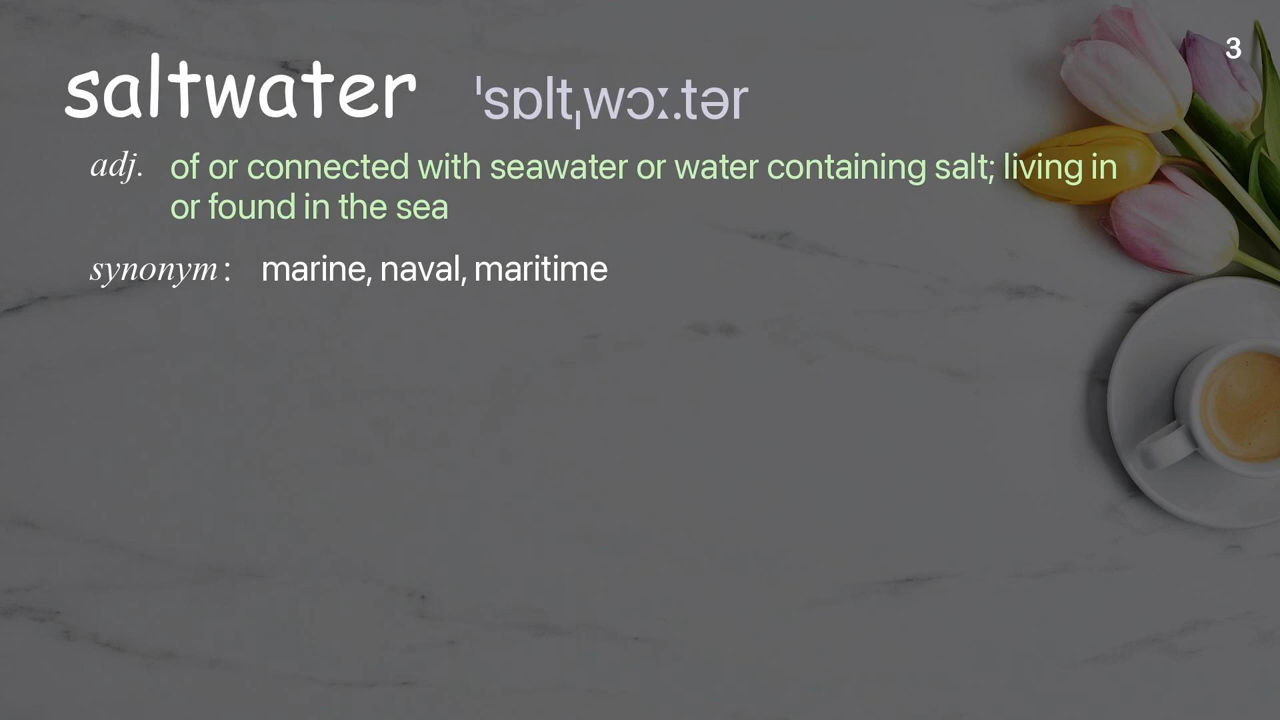 3
saltwater ˈsɒltˌwɔː.tər
adj. of or connected with seawater or water containing salt; living in
or found in the sea
synonym: marine, naval, maritime